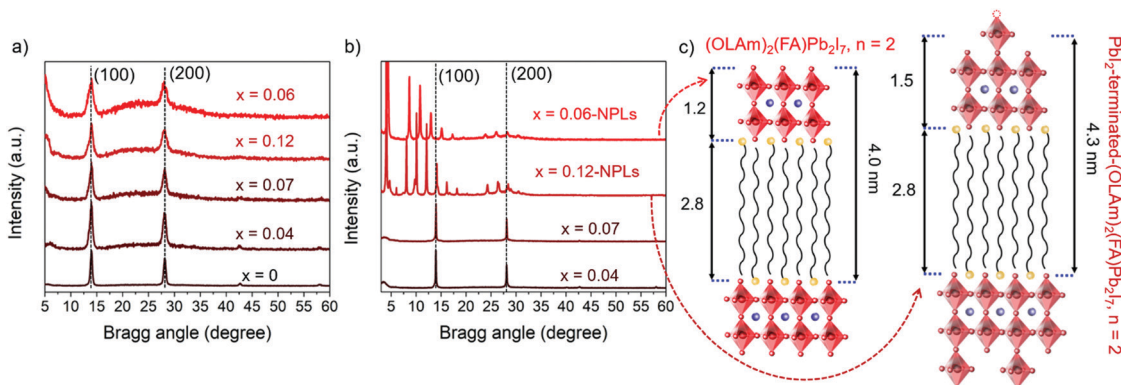 a)
(100)
(200)
x = 0.06
x = 0.12
x = 0.07
x = 0.04
x = 0
Intensity (a.u.)
5 10 15 20 25 30 35 40 45 50 55 60
Bragg angle (degree)
b)
(100)
(200)
x = 0.06-NPLs
x = 0.12-NPLs
x = 0.07
x = 0.04
Intensity (a.u.)
5 10 15 20 25 30 35 40 45 50 55 60
Bragg angle (degree)
c)
(OLAm)₂(FA)Pb₂I₇, n = 2
1.2
2.8
4.0 nm
1.5
2.8
4.3 nm
PbI₂-terminated-(OLAm)₂(FA)Pb₂I₇, n = 2